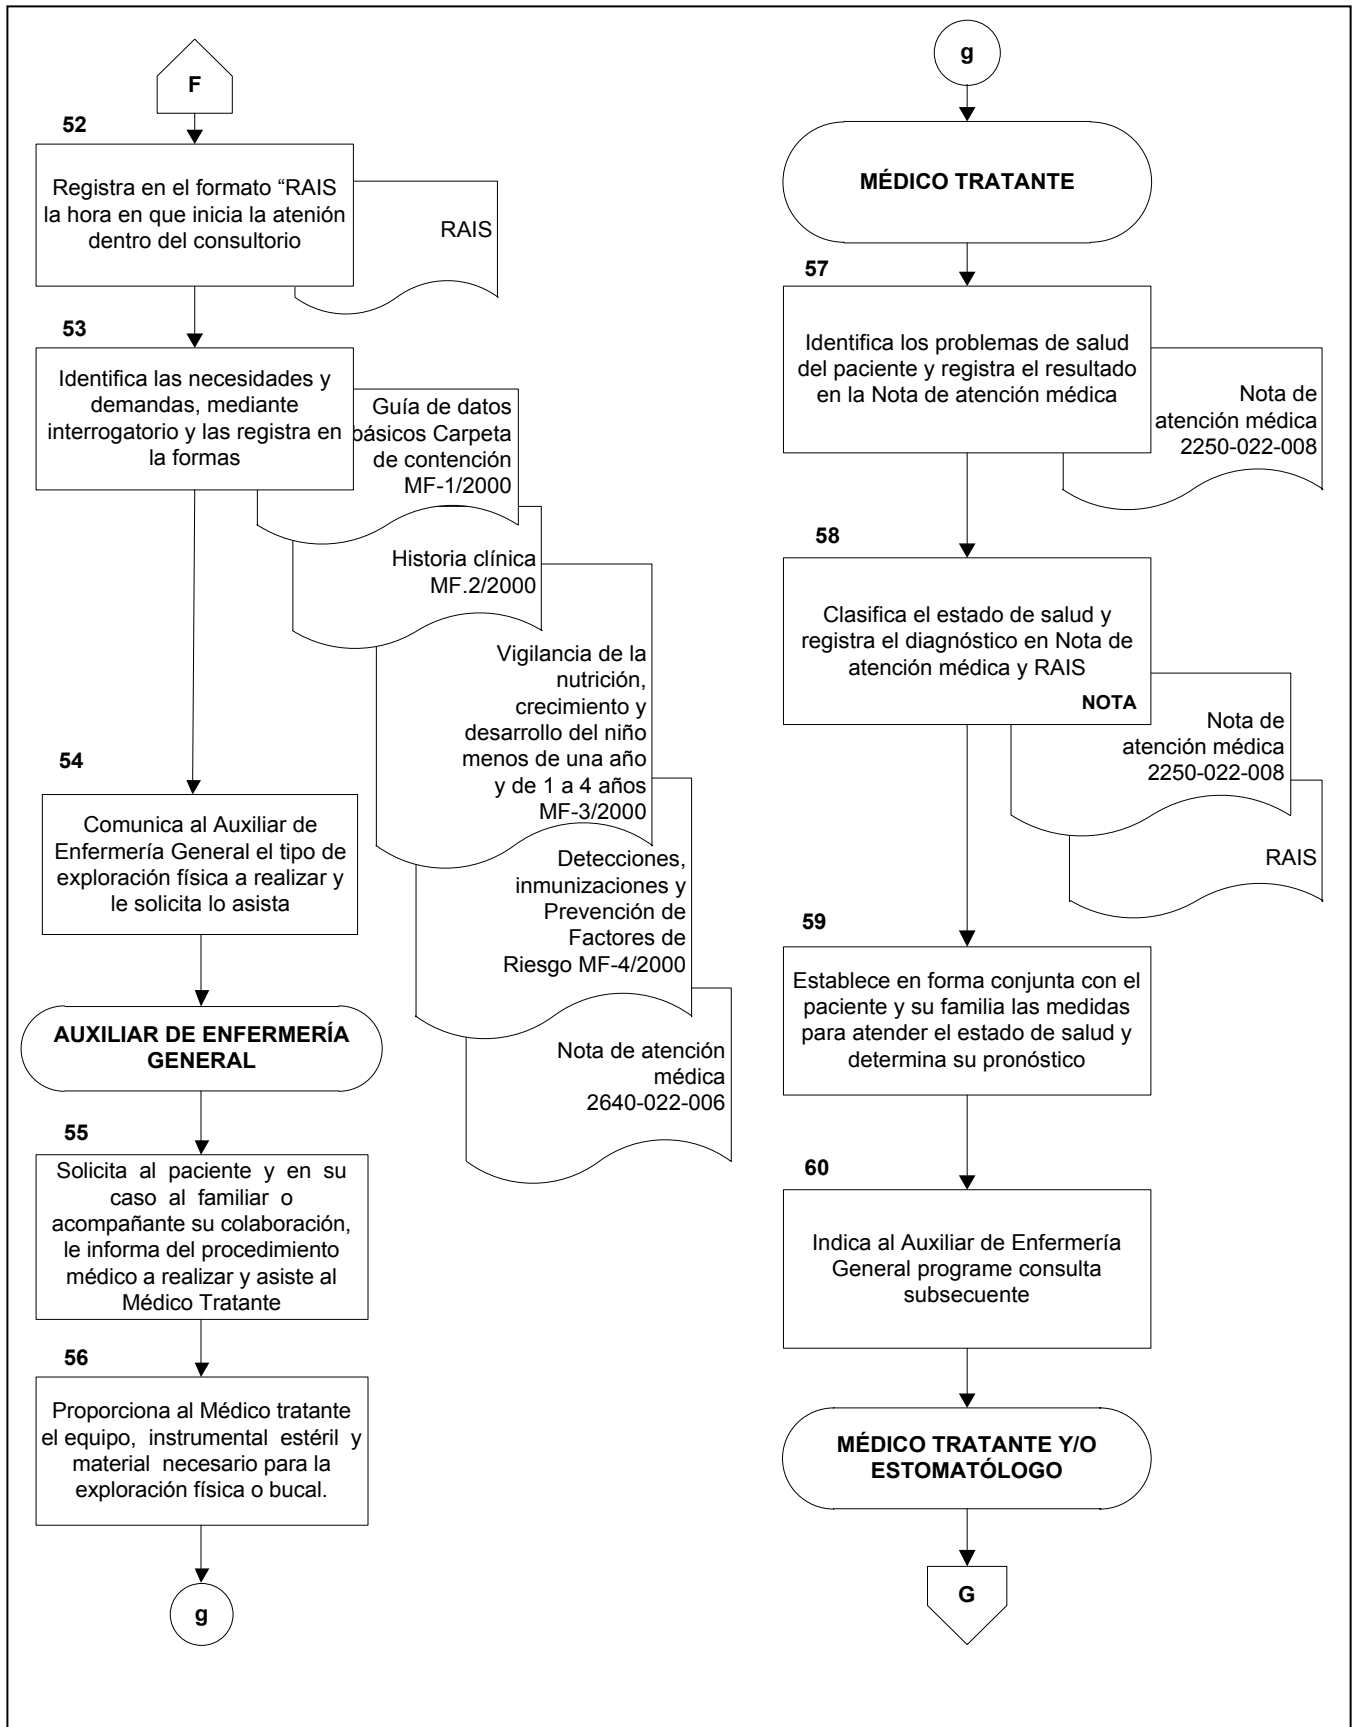 F
52
Registra en el formato “RAIS
la hora en que inicia la atenión
dentro del consultorio
RAIS
53
Identifica las necesidades y
demandas, mediante
interrogatorio y las registra en
la formas
Guía de datos
básicos Carpeta
de contención
MF-1/2000
Historia clínica
MF.2/2000
Vigilancia de la
nutrición,
crecimiento y
desarrollo del niño
menos de una año
y de 1 a 4 años
MF-3/2000
Detecciones,
inmunizaciones y
Prevención de
Factores de
Riesgo MF-4/2000
Nota de atención
médica
2640-022-006
54
Comunica al Auxiliar de
Enfermería General el tipo de
exploración física a realizar y
le solicita lo asista
AUXILIAR DE ENFERMERÍA
GENERAL
55
Solicita al paciente y en su
caso al familiar o
acompañante su colaboración,
le informa del procedimiento
médico a realizar y asiste al
Médico Tratante
56
Proporciona al Médico tratante
el equipo, instrumental estéril y
material necesario para la
exploración física o bucal.
g
g
MÉDICO TRATANTE
57
Identifica los problemas de salud
del paciente y registra el resultado
en la Nota de atención médica
Nota de
atención médica
2250-022-008
58
Clasifica el estado de salud y
registra el diagnóstico en Nota de
atención médica y RAIS
NOTA
Nota de
atención médica
2250-022-008
RAIS
59
Establece en forma conjunta con el
paciente y su familia las medidas
para atender el estado de salud y
determina su pronóstico
60
Indica al Auxiliar de Enfermería
General programe consulta
subsecuente
MÉDICO TRATANTE Y/O
ESTOMATÓLOGO
G